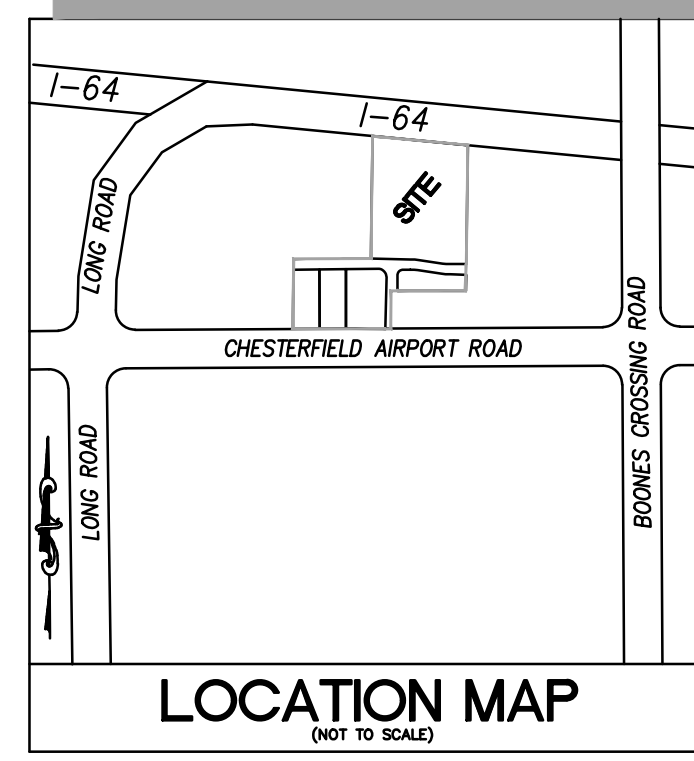 I-64
I-64
SITE
LONG ROAD
CHESTERFIELD AIRPORT ROAD
BOONES CROSSING ROAD
LONG ROAD
LOCATION MAP
(NOT TO SCALE)